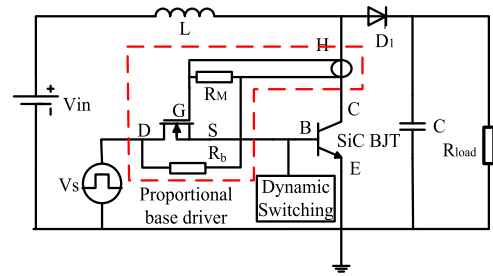 L
D1
H
RM
Vin
G
C
D
S
B
SiC BJT
C
Rload
Rb
E
Vs
Proportional
base driver
Dynamic
Switching